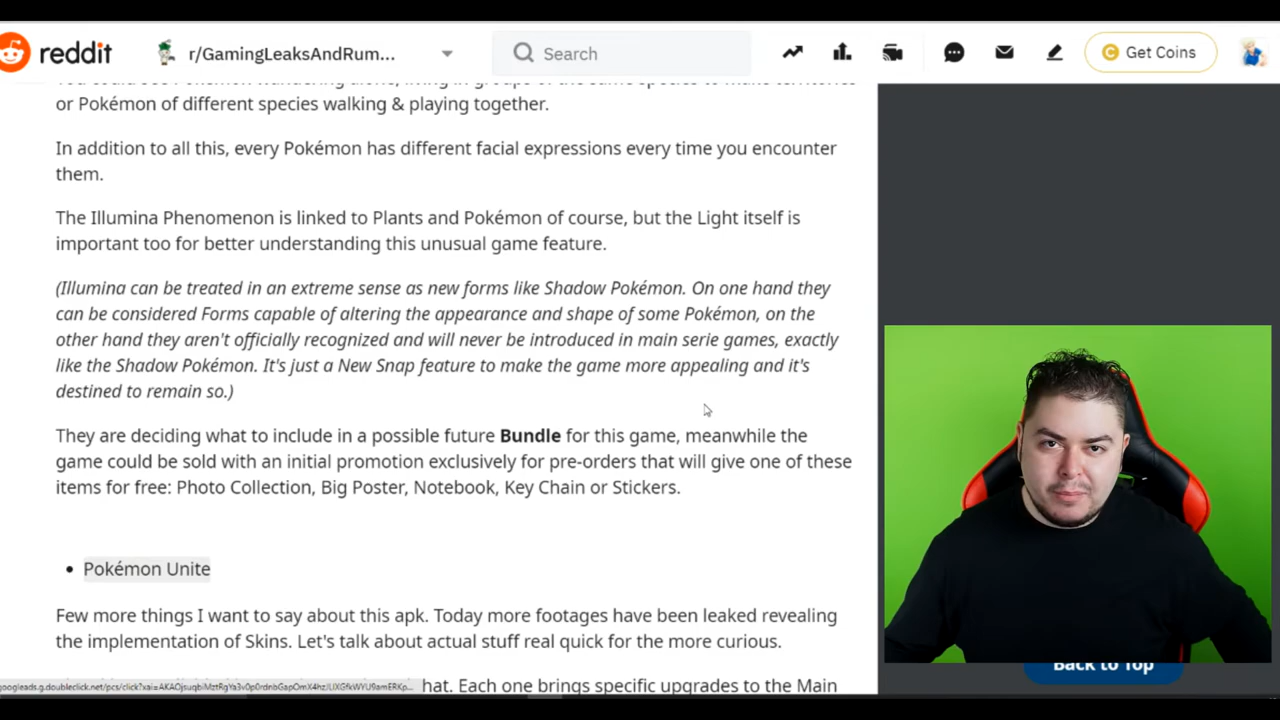 reddit
r/GamingLeaksAndRum...
Search
Get Coins
or Pokémon of different species walking & playing together.
In addition to all this, every Pokémon has different facial expressions every time you encounter
them.
The Illumina Phenomenon is linked to Plants and Pokémon of course, but the Light itself is
important too for better understanding this unusual game feature.
(Illumina can be treated in an extreme sense as new forms like Shadow Pokémon. On one hand they
can be considered Forms capable of altering the appearance and shape of some Pokémon, on the
other hand they aren't officially recognized and will never be introduced in main serie games, exactly
like the Shadow Pokémon. It's just a New Snap feature to make the game more appealing and it's
destined to remain so.)
They are deciding what to include in a possible future Bundle for this game, meanwhile the
game could be sold with an initial promotion exclusively for pre-orders that will give one of these
items for free: Photo Collection, Big Poster, Notebook, Key Chain or Stickers.
Pokémon Unite
Few more things I want to say about this apk. Today more footages have been leaked revealing
the implementation of Skins. Let's talk about actual stuff real quick for the more curious.
hat. Each one brings specific upgrades to the Main
Back to Top